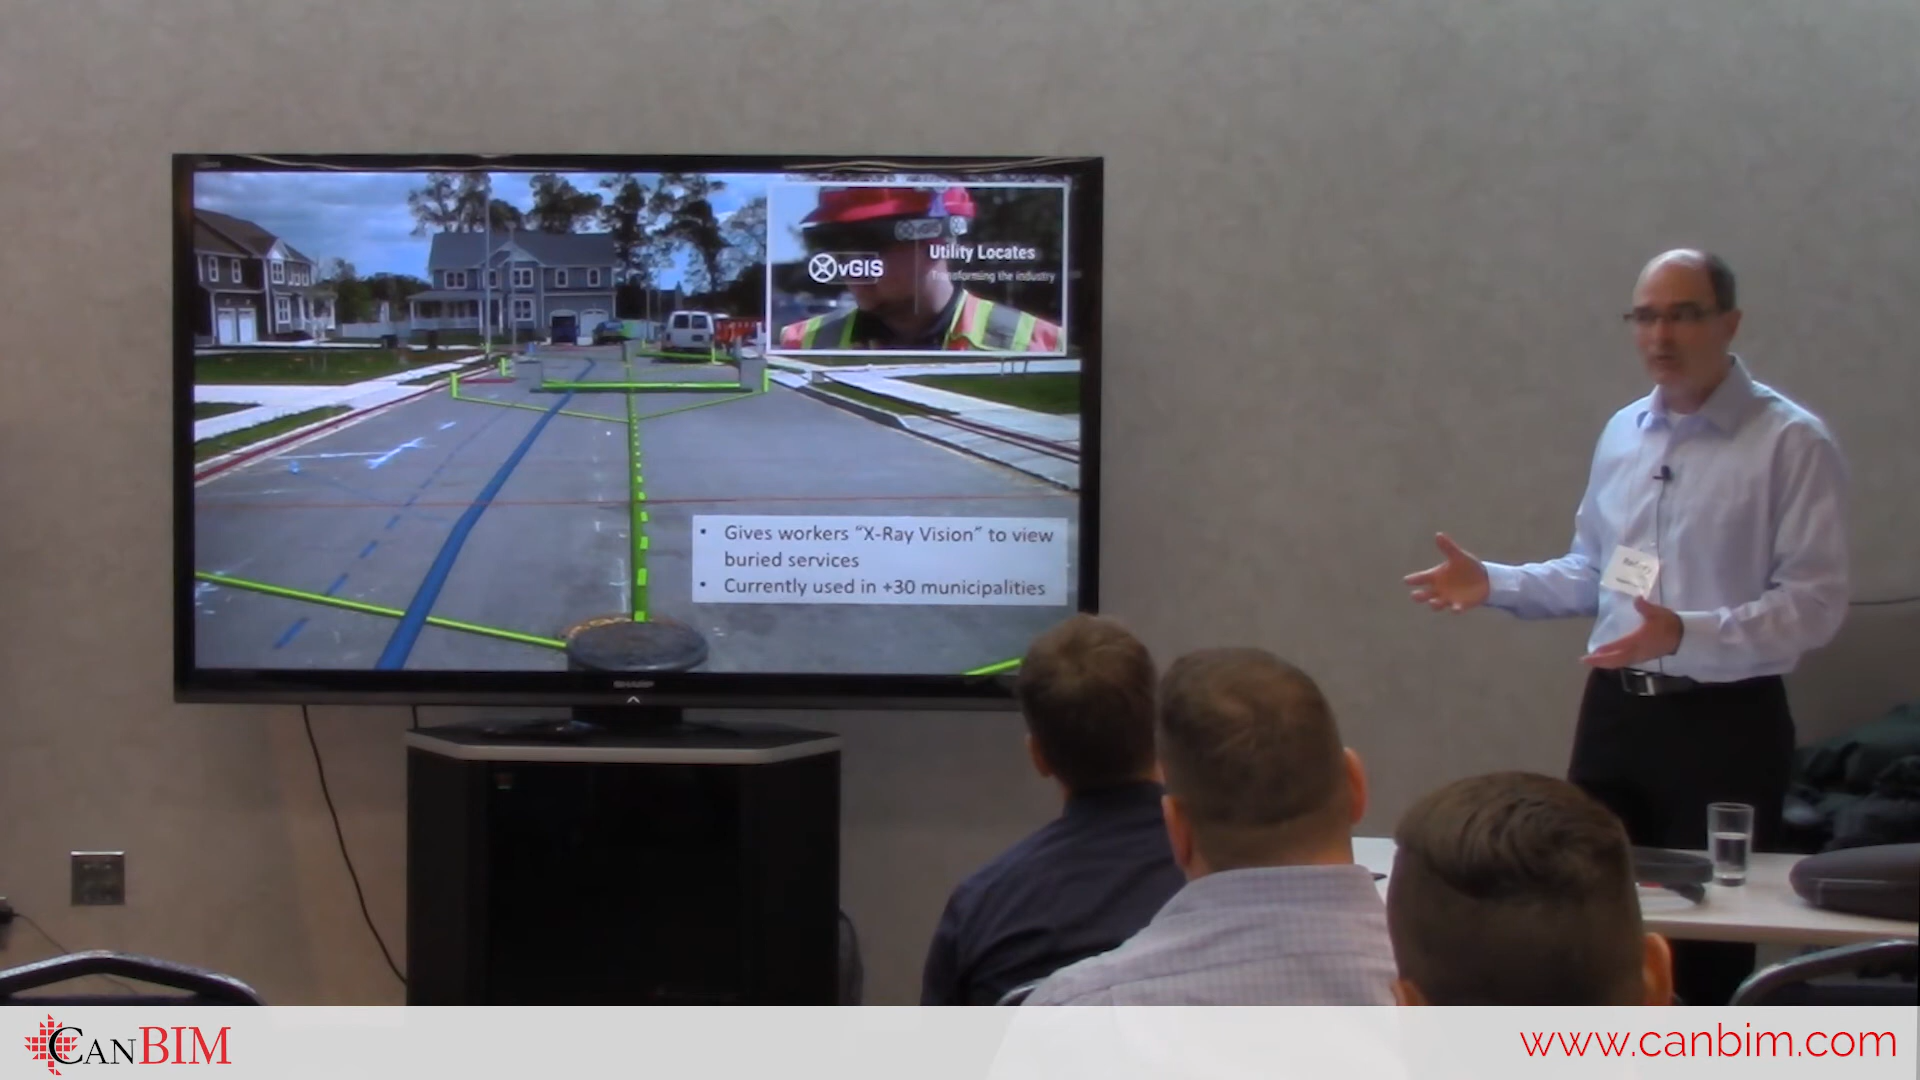 vGIS
Utility Locates
Transforming the industry
• Gives workers “X-Ray Vision” to view
buried services
• Currently used in +30 municipalities
SHARP
CANBIM
www.canbim.com